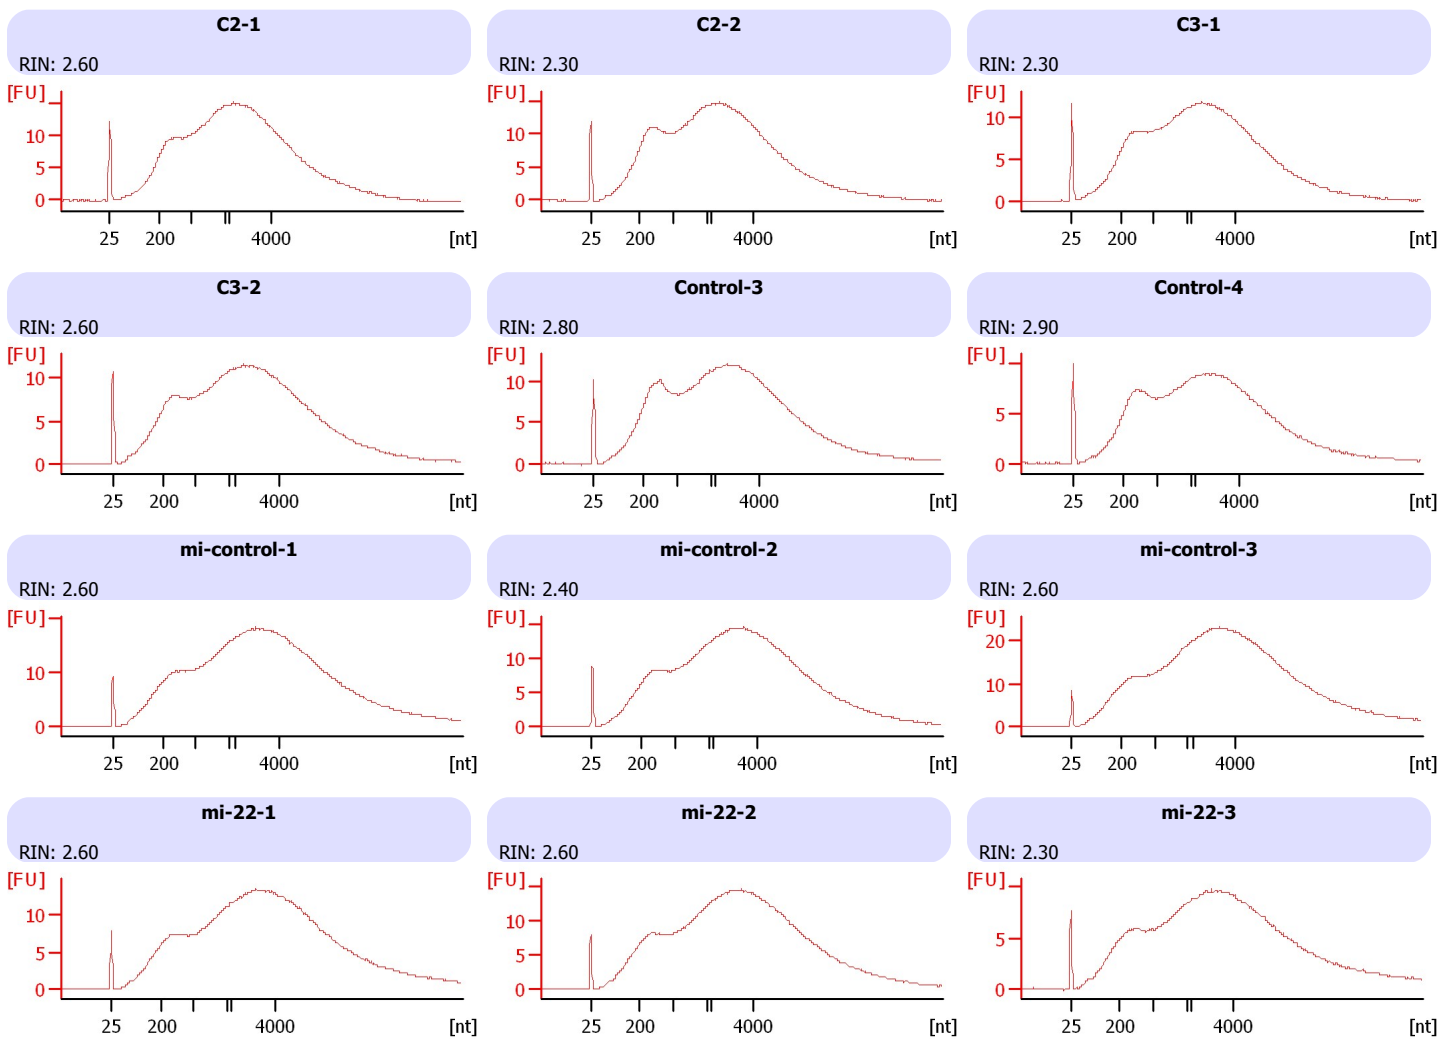 C2-1
RIN: 2.60
[FU]
10
5
0
25 200 4000 [nt]
C2-2
RIN: 2.30
[FU]
10
5
0
25 200 4000 [nt]
C3-1
RIN: 2.30
[FU]
10
5
0
25 200 4000 [nt]
C3-2
RIN: 2.60
[FU]
10
5
0
25 200 4000 [nt]
Control-3
RIN: 2.80
[FU]
10
5
0
25 200 4000 [nt]
Control-4
RIN: 2.90
[FU]
5
0
25 200 4000 [nt]
mi-control-1
RIN: 2.60
[FU]
10
0
25 200 4000 [nt]
mi-control-2
RIN: 2.40
[FU]
10
5
0
25 200 4000 [nt]
mi-control-3
RIN: 2.60
[FU]
20
10
0
25 200 4000 [nt]
mi-22-1
RIN: 2.60
[FU]
10
5
0
25 200 4000 [nt]
mi-22-2
RIN: 2.60
[FU]
10
5
0
25 200 4000 [nt]
mi-22-3
RIN: 2.30
[FU]
5
0
25 200 4000 [nt]